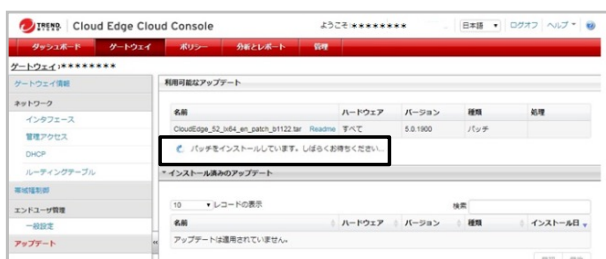 TREND MICRO Cloud Edge Cloud Console
ようこそ ******** 日本語 ログオフ ヘルプ
ダッシュボード ゲートウェイ ポリシー 分析とレポート 管理
ゲートウェイ: ********
ゲートウェイ情報
ネットワーク
インタフェース
管理アクセス
DHCP
ルーティングテーブル
帯域幅制御
エンドユーザ管理
一般設定
アップデート
利用可能なアップデート
名前 ハードウェア バージョン 種類 処理
CloudEdge_52_lx64_en_patch_b1122.tar Readme すべて 5.0.1900 パッチ
パッチをインストールしています。しばらくお待ちください...
インストール済みのアップデート
10 レコードの表示 検索:
名前 ハードウェア バージョン 種類 インストール日
アップデートは適用されていません。